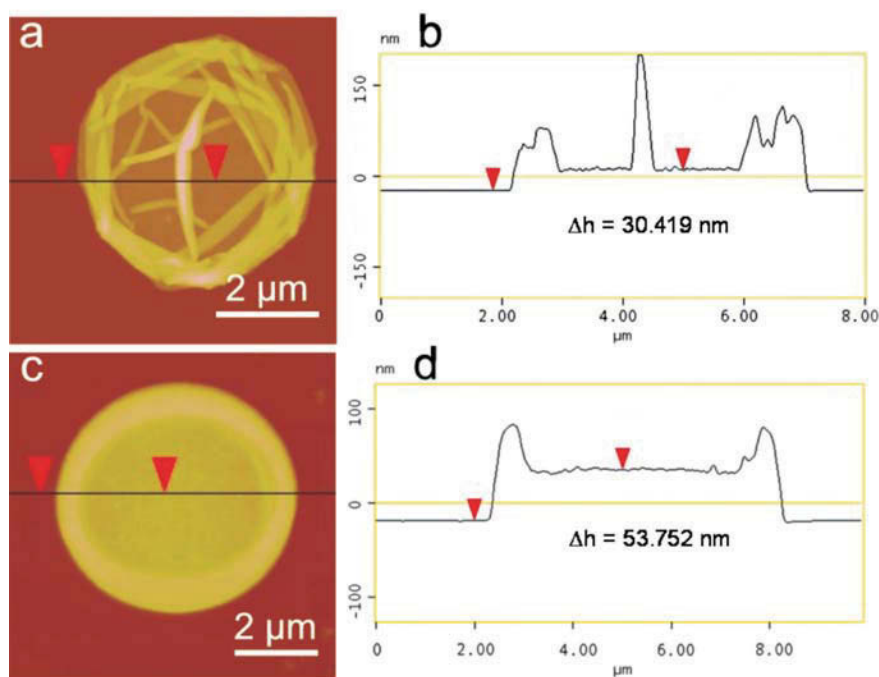 a
2 µm
b
nm
150
0
-150
Δh = 30.419 nm
0
2.00
4.00
6.00
8.00
µm
c
2 µm
d
nm
100
0
-100
Δh = 53.752 nm
0
2.00
4.00
6.00
8.00
µm